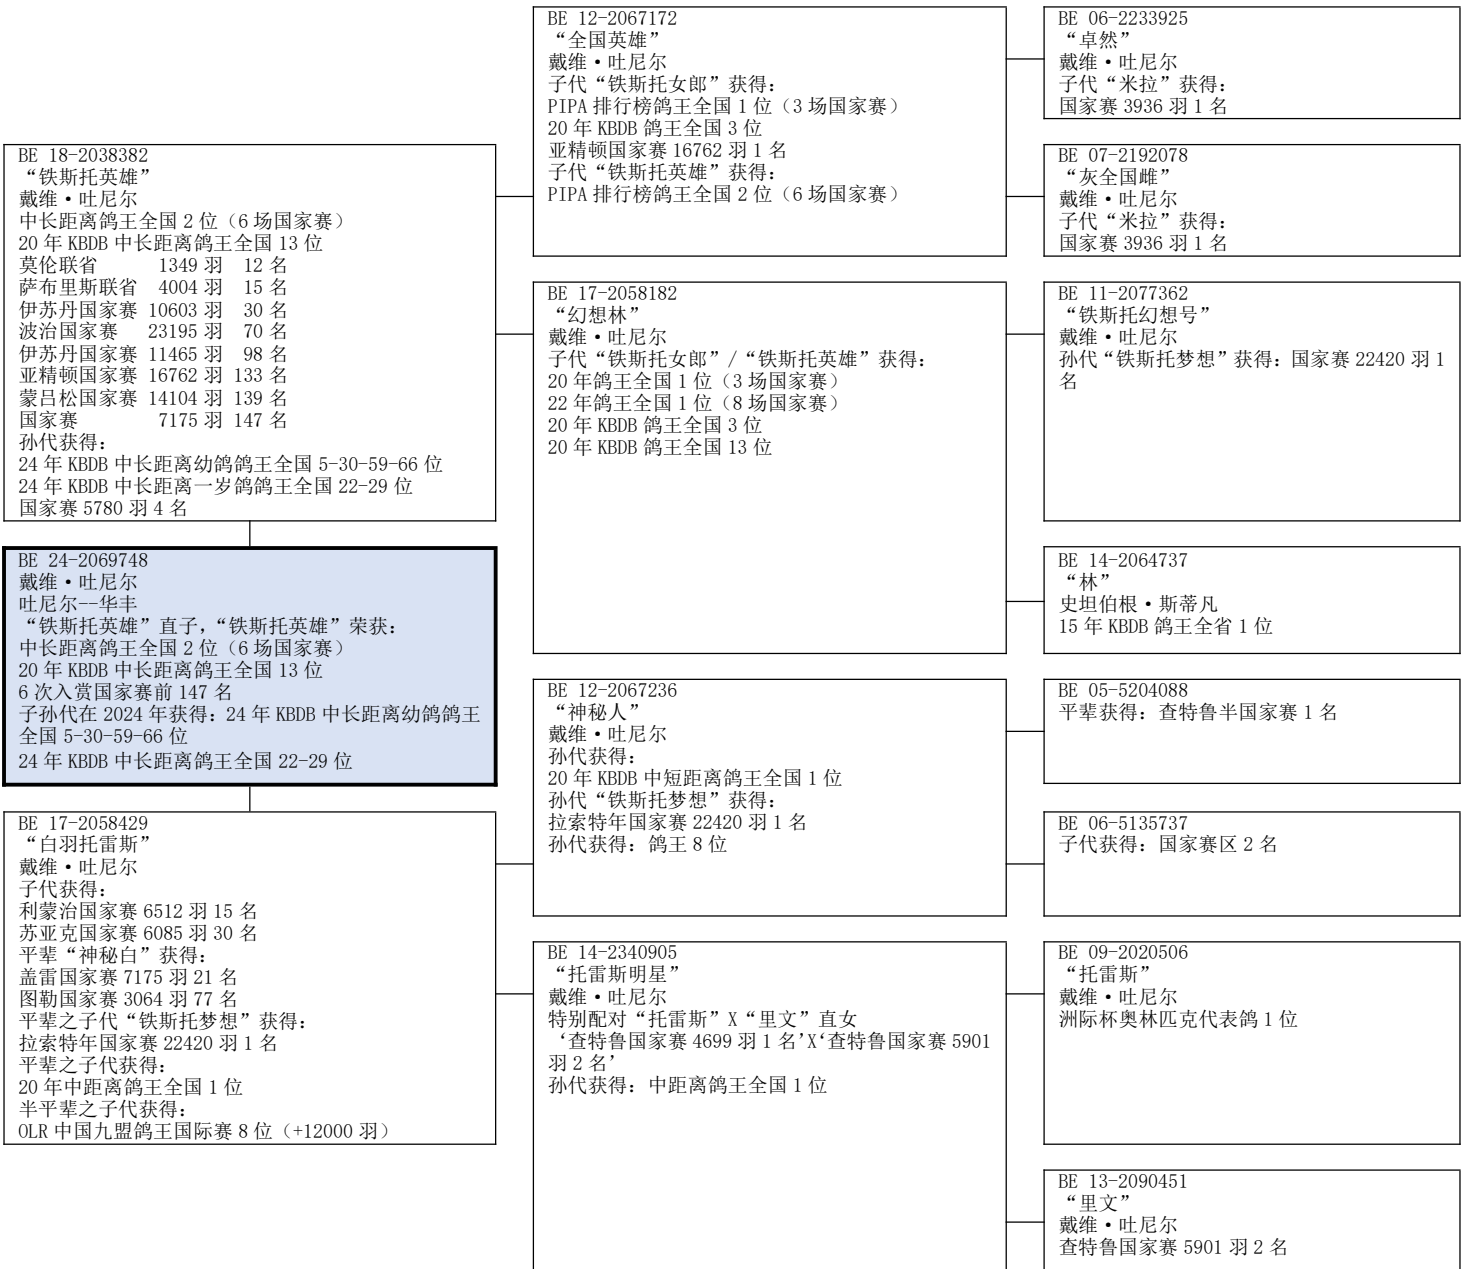 BE 18-2038382
“铁斯托英雄”
戴维·吐尼尔
中长距离鸽王全国 2 位（6 场国家赛）
20 年 KBDB 中长距离鸽王全国 13 位
莫伦联省 1349 羽 12 名
萨布里斯联省 4004 羽 15 名
伊苏丹国家赛 10603 羽 30 名
波治国家赛 23195 羽 70 名
伊苏丹国家赛 11465 羽 98 名
亚精顿国家赛 16762 羽 133 名
蒙吕松国家赛 14104 羽 139 名
国家赛 7175 羽 147 名
孙代获得：
24 年 KBDB 中长距离幼鸽鸽王全国 5-30-59-66 位
24 年 KBDB 中长距离一岁鸽鸽王全国 22-29 位
国家赛 5780 羽 4 名
BE 24-2069748
戴维·吐尼尔
吐尼尔--华丰
“铁斯托英雄”直子，“铁斯托英雄”荣获：
中长距离鸽王全国 2 位（6 场国家赛）
20 年 KBDB 中长距离鸽王全国 13 位
6 次入赏国家赛前 147 名
子孙代在 2024 年获得：24 年 KBDB 中长距离幼鸽鸽王
全国 5-30-59-66 位
24 年 KBDB 中长距离鸽王全国 22-29 位
BE 17-2058429
“白羽托雷斯”
戴维·吐尼尔
子代获得：
利蒙治国家赛 6512 羽 15 名
苏亚克国家赛 6085 羽 30 名
平辈“神秘白”获得：
盖雷国家赛 7175 羽 21 名
图勒国家赛 3064 羽 77 名
平辈之子代“铁斯托梦想”获得：
拉索特年国家赛 22420 羽 1 名
平辈之子代获得：
20 年中距离鸽王全国 1 位
半平辈之子代获得：
OLR 中国九盟鸽王国际赛 8 位（+12000 羽）
BE 12-2067172
“全国英雄”
戴维·吐尼尔
子代“铁斯托女郎”获得：
PIPA 排行榜鸽王全国 1 位（3 场国家赛）
20 年 KBDB 鸽王全国 3 位
亚精顿国家赛 16762 羽 1 名
子代“铁斯托英雄”获得：
PIPA 排行榜鸽王全国 2 位（6 场国家赛）
BE 17-2058182
“幻想林”
戴维·吐尼尔
子代“铁斯托女郎”/“铁斯托英雄”获得：
20 年鸽王全国 1 位（3 场国家赛）
22 年鸽王全国 1 位（8 场国家赛）
20 年 KBDB 鸽王全国 3 位
20 年 KBDB 鸽王全国 13 位
BE 12-2067236
“神秘人”
戴维·吐尼尔
孙代获得：
20 年 KBDB 中短距离鸽王全国 1 位
孙代“铁斯托梦想”获得：
拉索特年国家赛 22420 羽 1 名
孙代获得：鸽王 8 位
BE 14-2340905
“托雷斯明星”
戴维·吐尼尔
特别配对“托雷斯”X“里文”直女
‘查特鲁国家赛 4699 羽 1 名’X‘查特鲁国家赛 5901
羽 2 名’
孙代获得：中距离鸽王全国 1 位
BE 06-2233925
“卓然”
戴维·吐尼尔
子代“米拉”获得：
国家赛 3936 羽 1 名
BE 07-2192078
“灰全国雌”
戴维·吐尼尔
子代“米拉”获得：
国家赛 3936 羽 1 名
BE 11-2077362
“铁斯托幻想号”
戴维·吐尼尔
孙代“铁斯托梦想”获得：国家赛 22420 羽 1
名
BE 14-2064737
“林”
史坦伯根·斯蒂凡
15 年 KBDB 鸽王全省 1 位
BE 05-5204088
平辈获得：查特鲁半国家赛 1 名
BE 06-5135737
子代获得：国家赛区 2 名
BE 09-2020506
“托雷斯”
戴维·吐尼尔
洲际杯奥林匹克代表鸽 1 位
BE 13-2090451
“里文”
戴维·吐尼尔
查特鲁国家赛 5901 羽 2 名